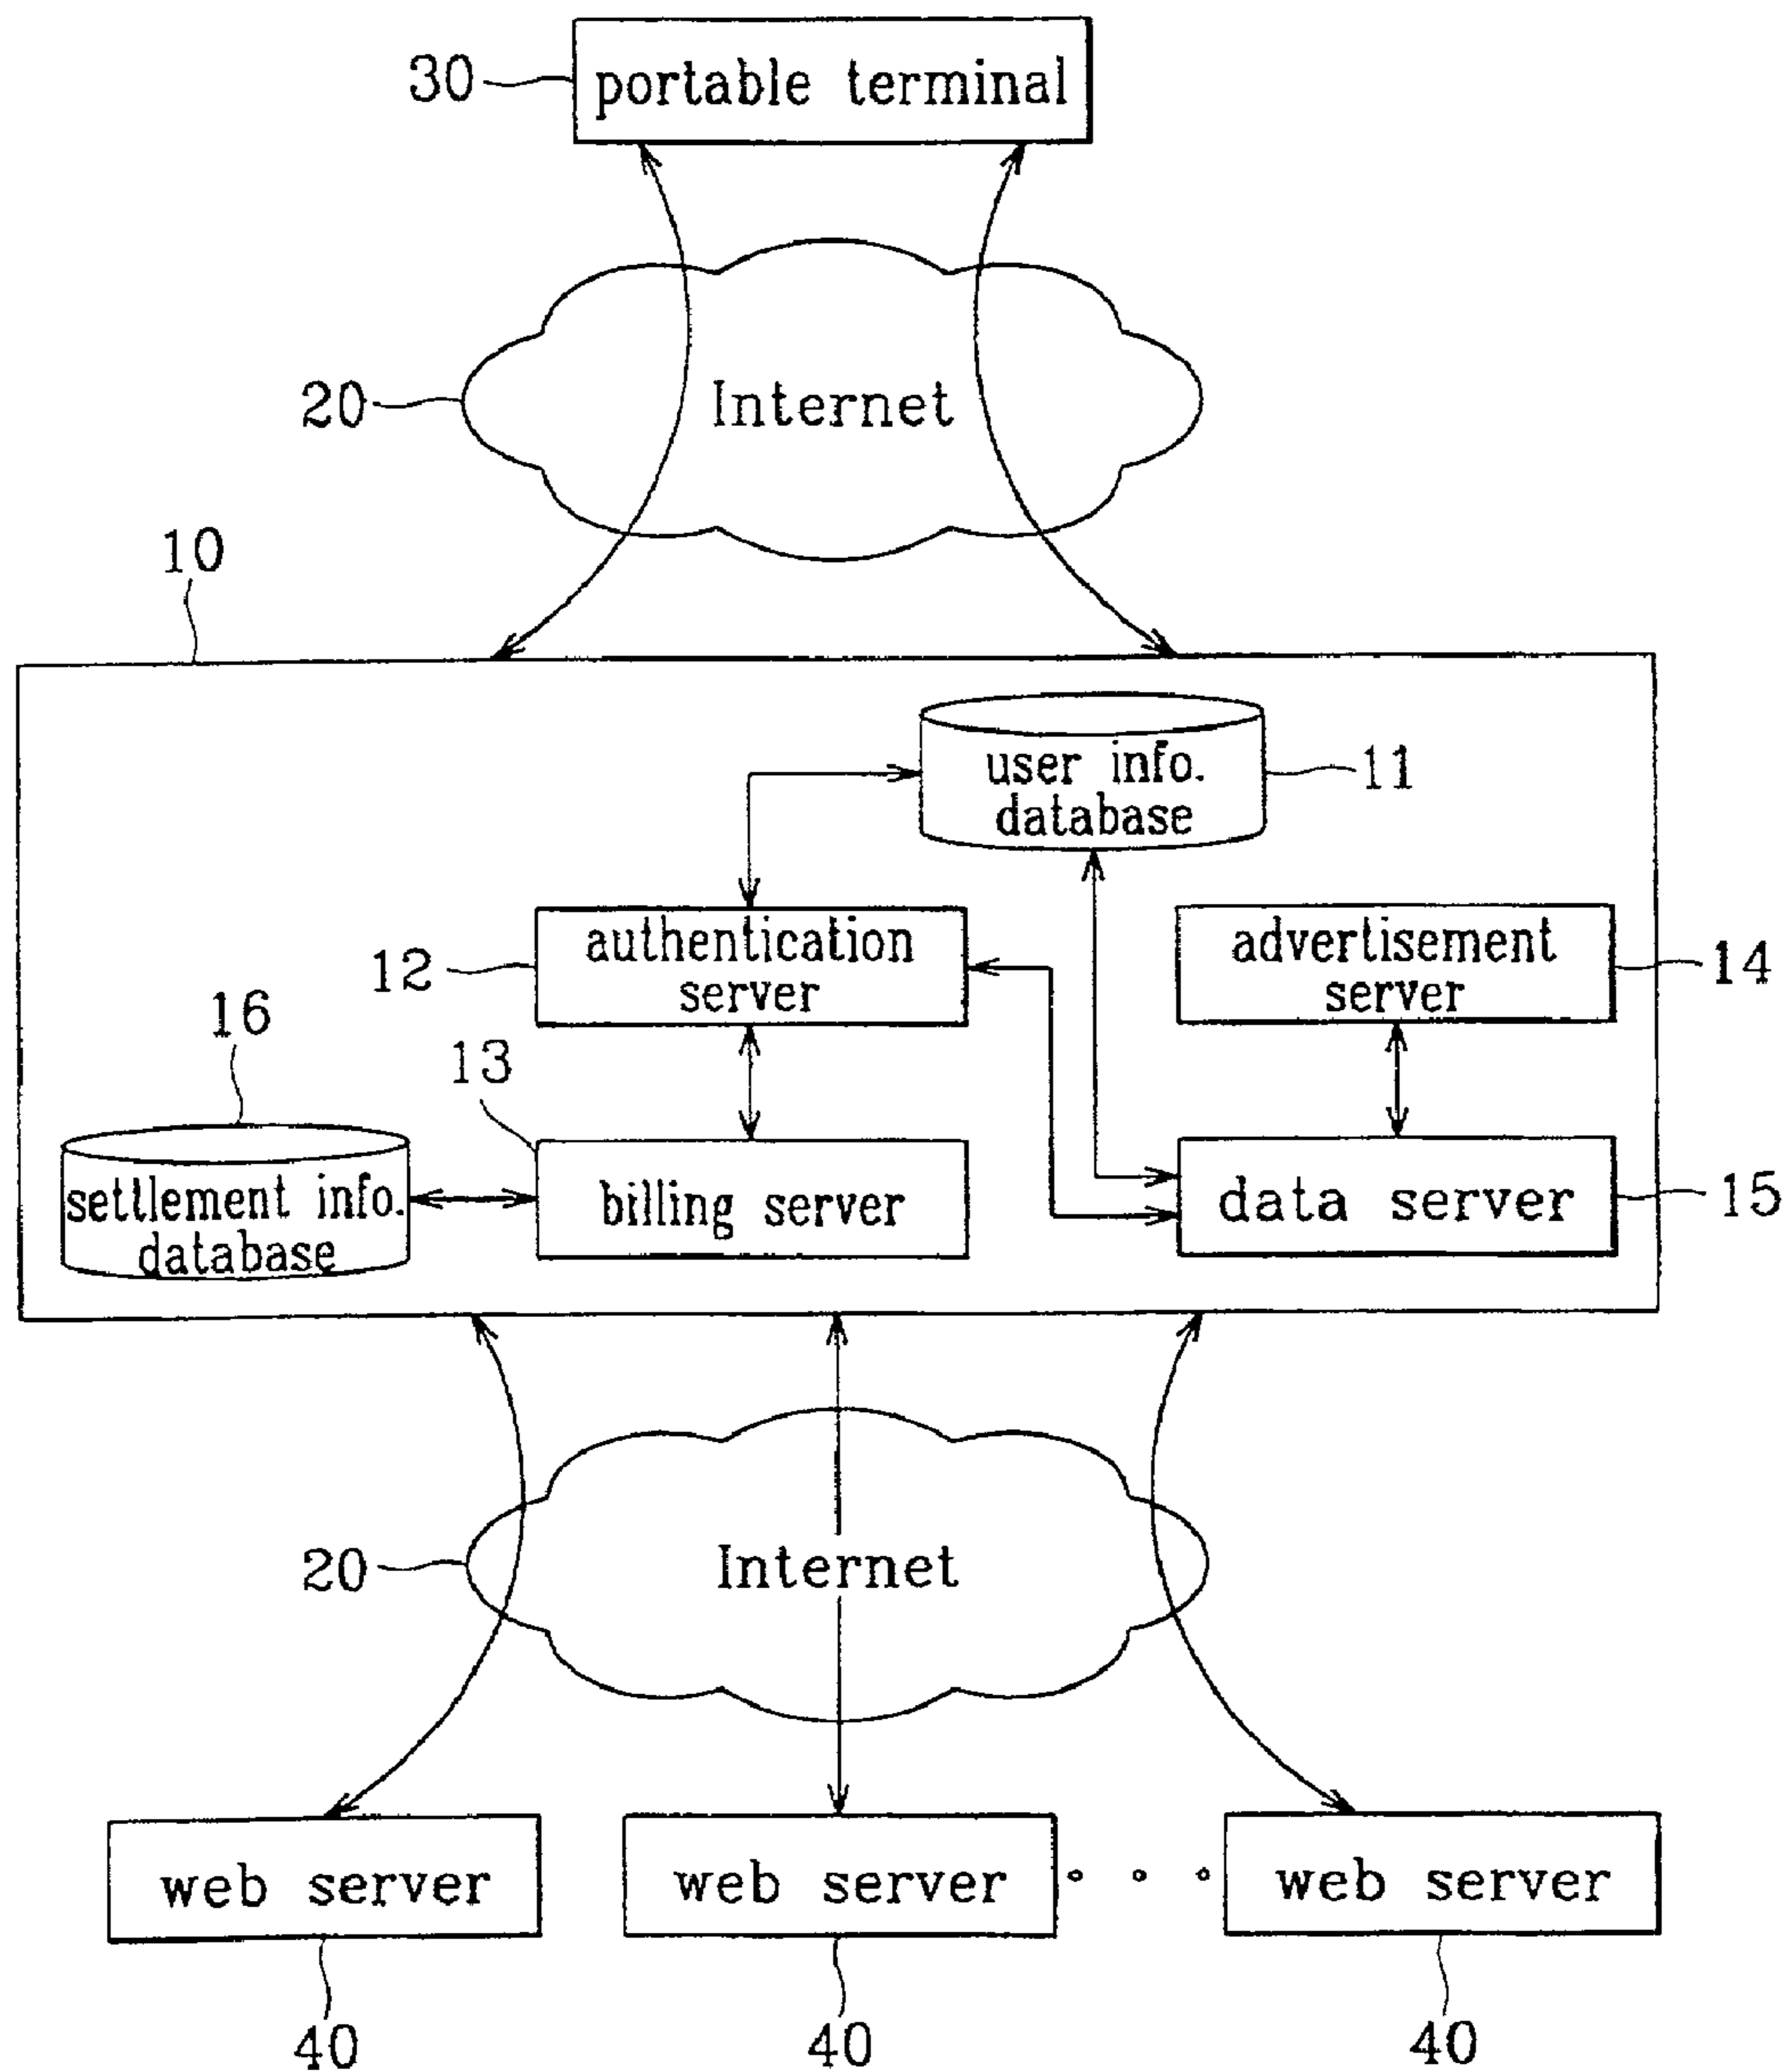 30
portable terminal
20
Internet
10
user info.
database
11
12
authentication
server
advertisement
server
14
16
13
settlement info.
database
billing server
data server
15
20
Internet
web server
web server
web server
40
40
40